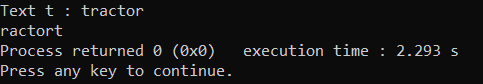 Text t : tractor
ractort
Process returned 0 (0x0)   execution time : 2.293 s
Press any key to continue.